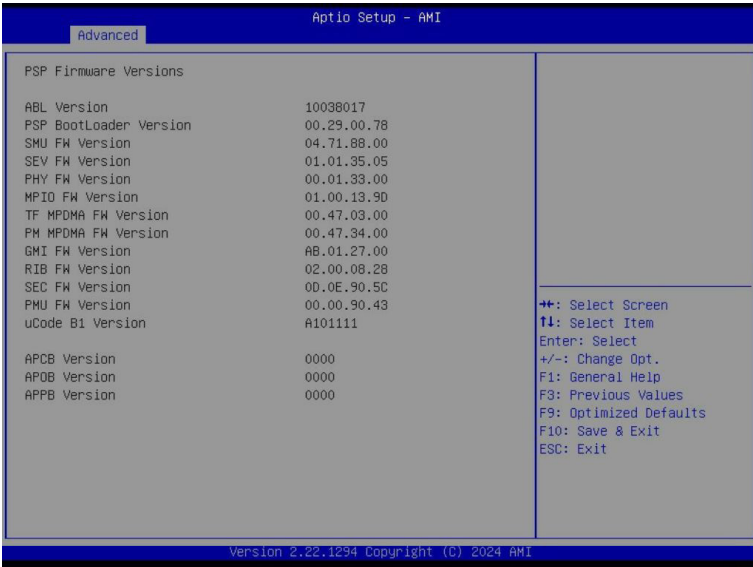 Aptio Setup – AMI
Advanced
PSP Firmware Versions
ABL Version 10038017
PSP BootLoader Version 00.29.00.78
SMU FW Version 04.71.88.00
SEV FW Version 01.01.35.05
PHY FW Version 00.01.33.00
MPIO FW Version 01.00.13.9D
TF MPDMA FW Version 00.47.03.00
PM MPDMA FW Version 00.47.34.00
GMI FW Version AB.01.27.00
RIB FW Version 02.00.08.28
SEC FW Version 0D.0E.90.5C
PMU FW Version 00.00.90.43
uCode B1 Version A101111
APCB Version 0000
APOB Version 0000
APPB Version 0000
→←: Select Screen
↑↓: Select Item
Enter: Select
+/-: Change Opt.
F1: General Help
F3: Previous Values
F9: Optimized Defaults
F10: Save & Exit
ESC: Exit
Version 2.22.1294 Copyright (C) 2024 AMI